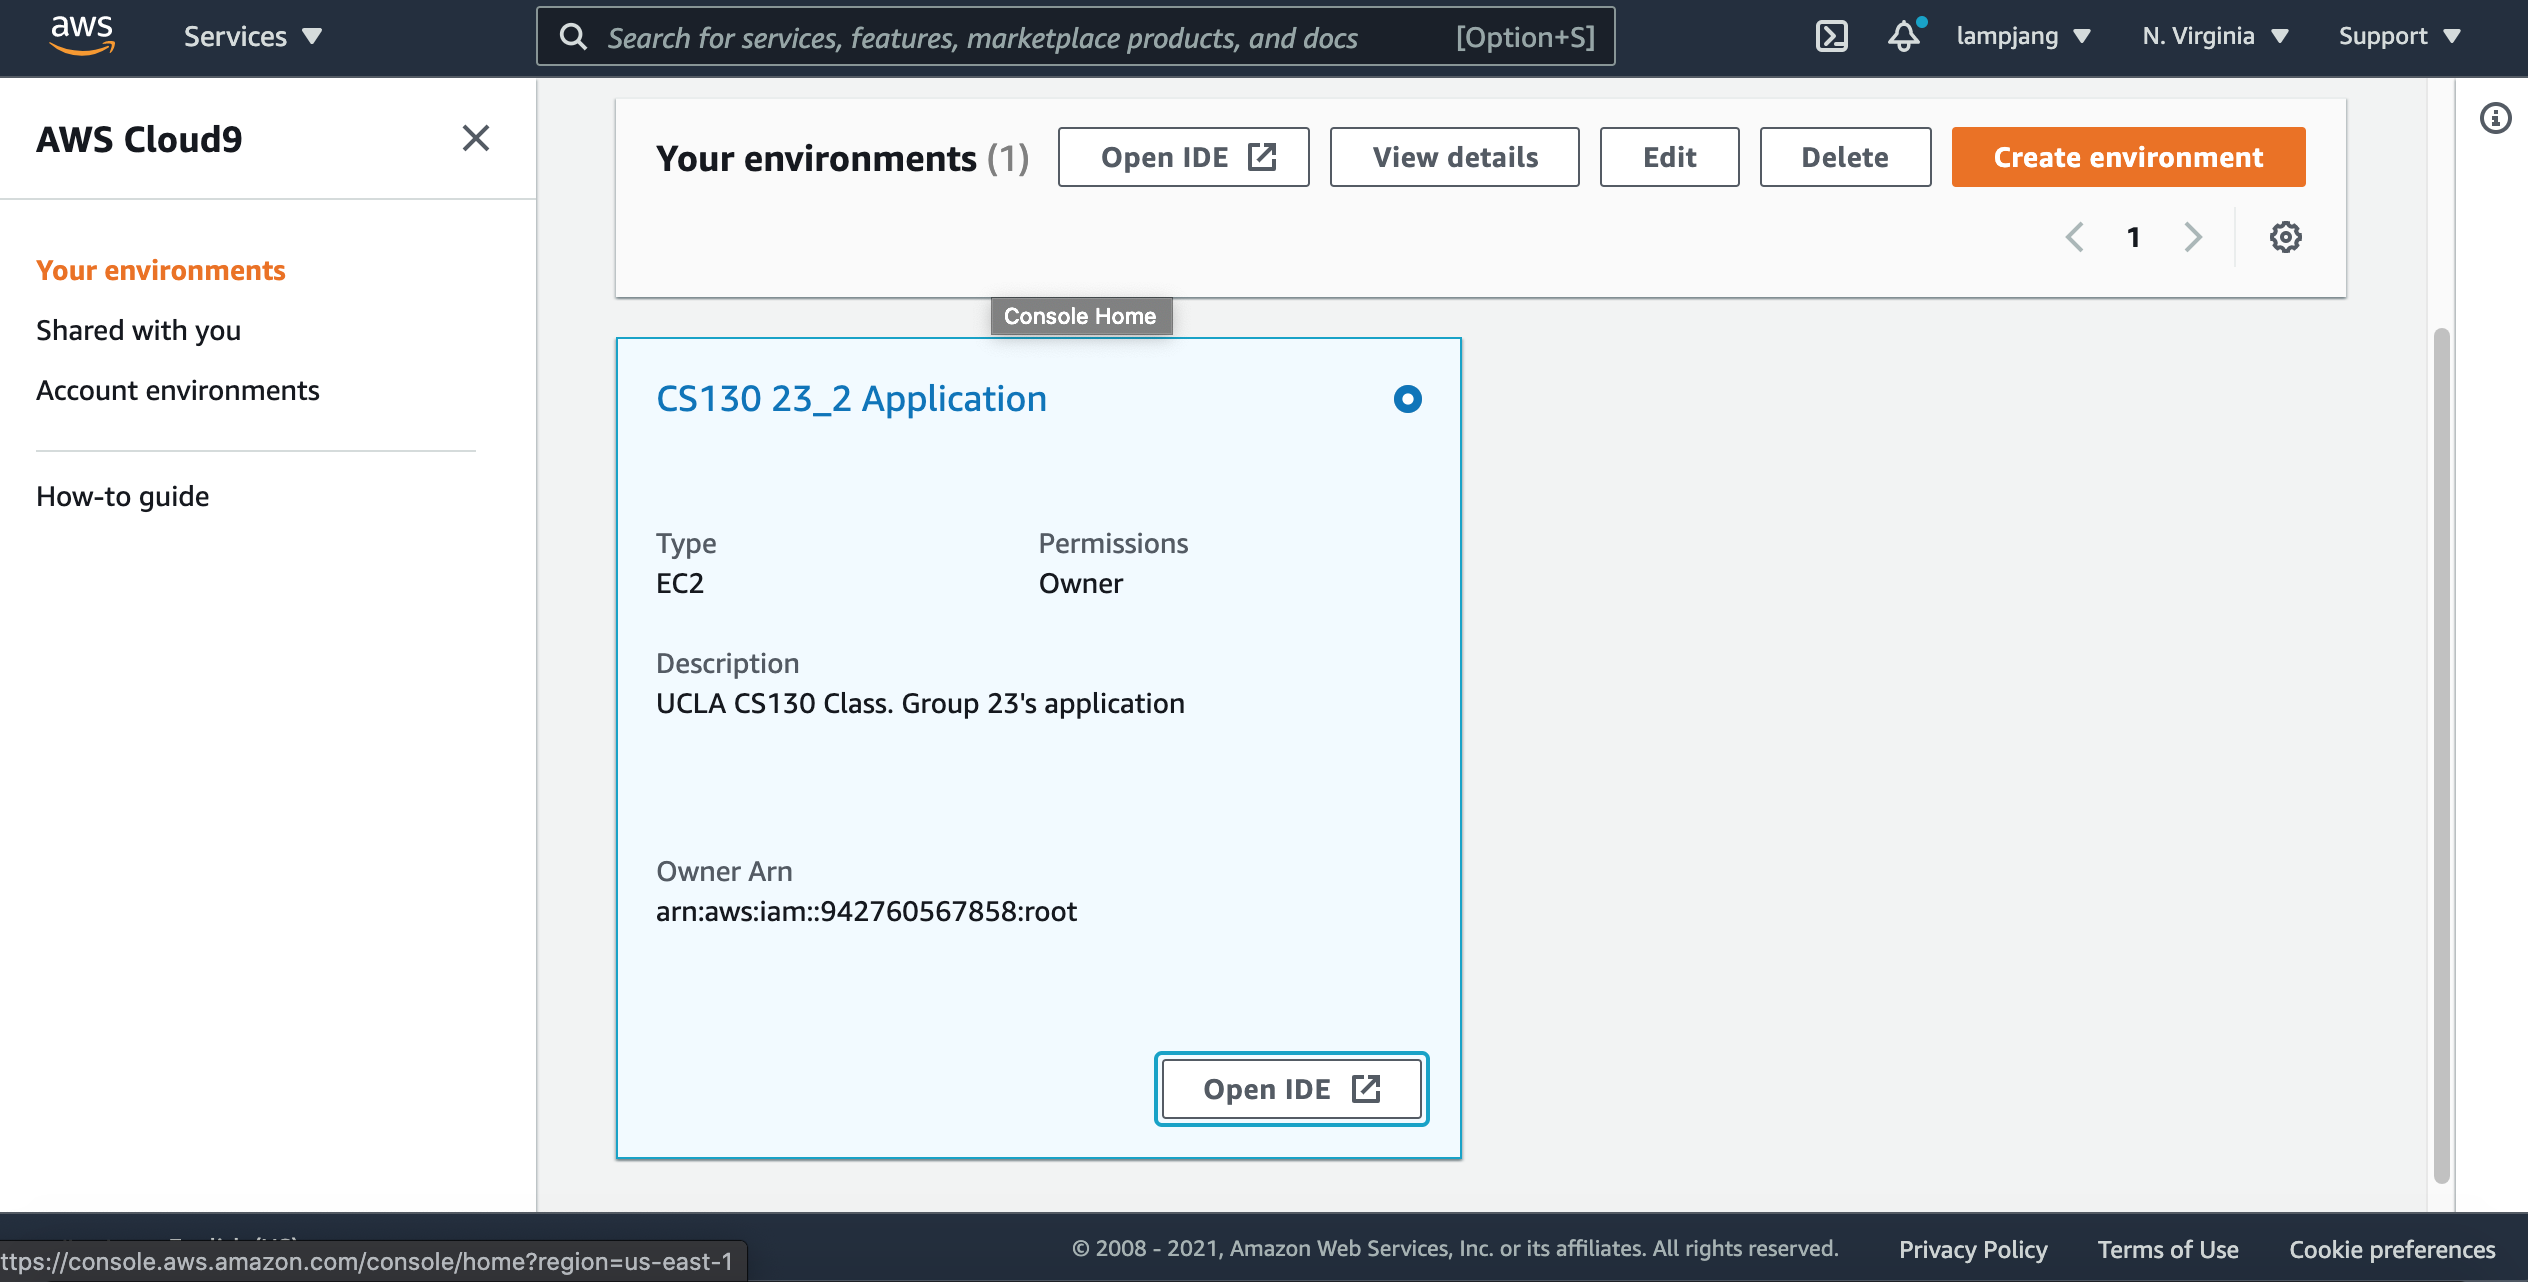 aws
Services
Search for services, features, marketplace products, and docs [Option+S]
lampjang
N. Virginia
Support
AWS Cloud9
Your environments
Shared with you
Account environments
How-to guide
Your environments (1)
Open IDE
View details
Edit
Delete
Create environment
1
Console Home
CS130 23_2 Application
Type
EC2
Permissions
Owner
Description
UCLA CS130 Class. Group 23's application
Owner Arn
arn:aws:iam::942760567858:root
Open IDE
ttps://console.aws.amazon.com/console/home?region=us-east-1
© 2008 - 2021, Amazon Web Services, Inc. or its affiliates. All rights reserved.
Privacy Policy
Terms of Use
Cookie preferences